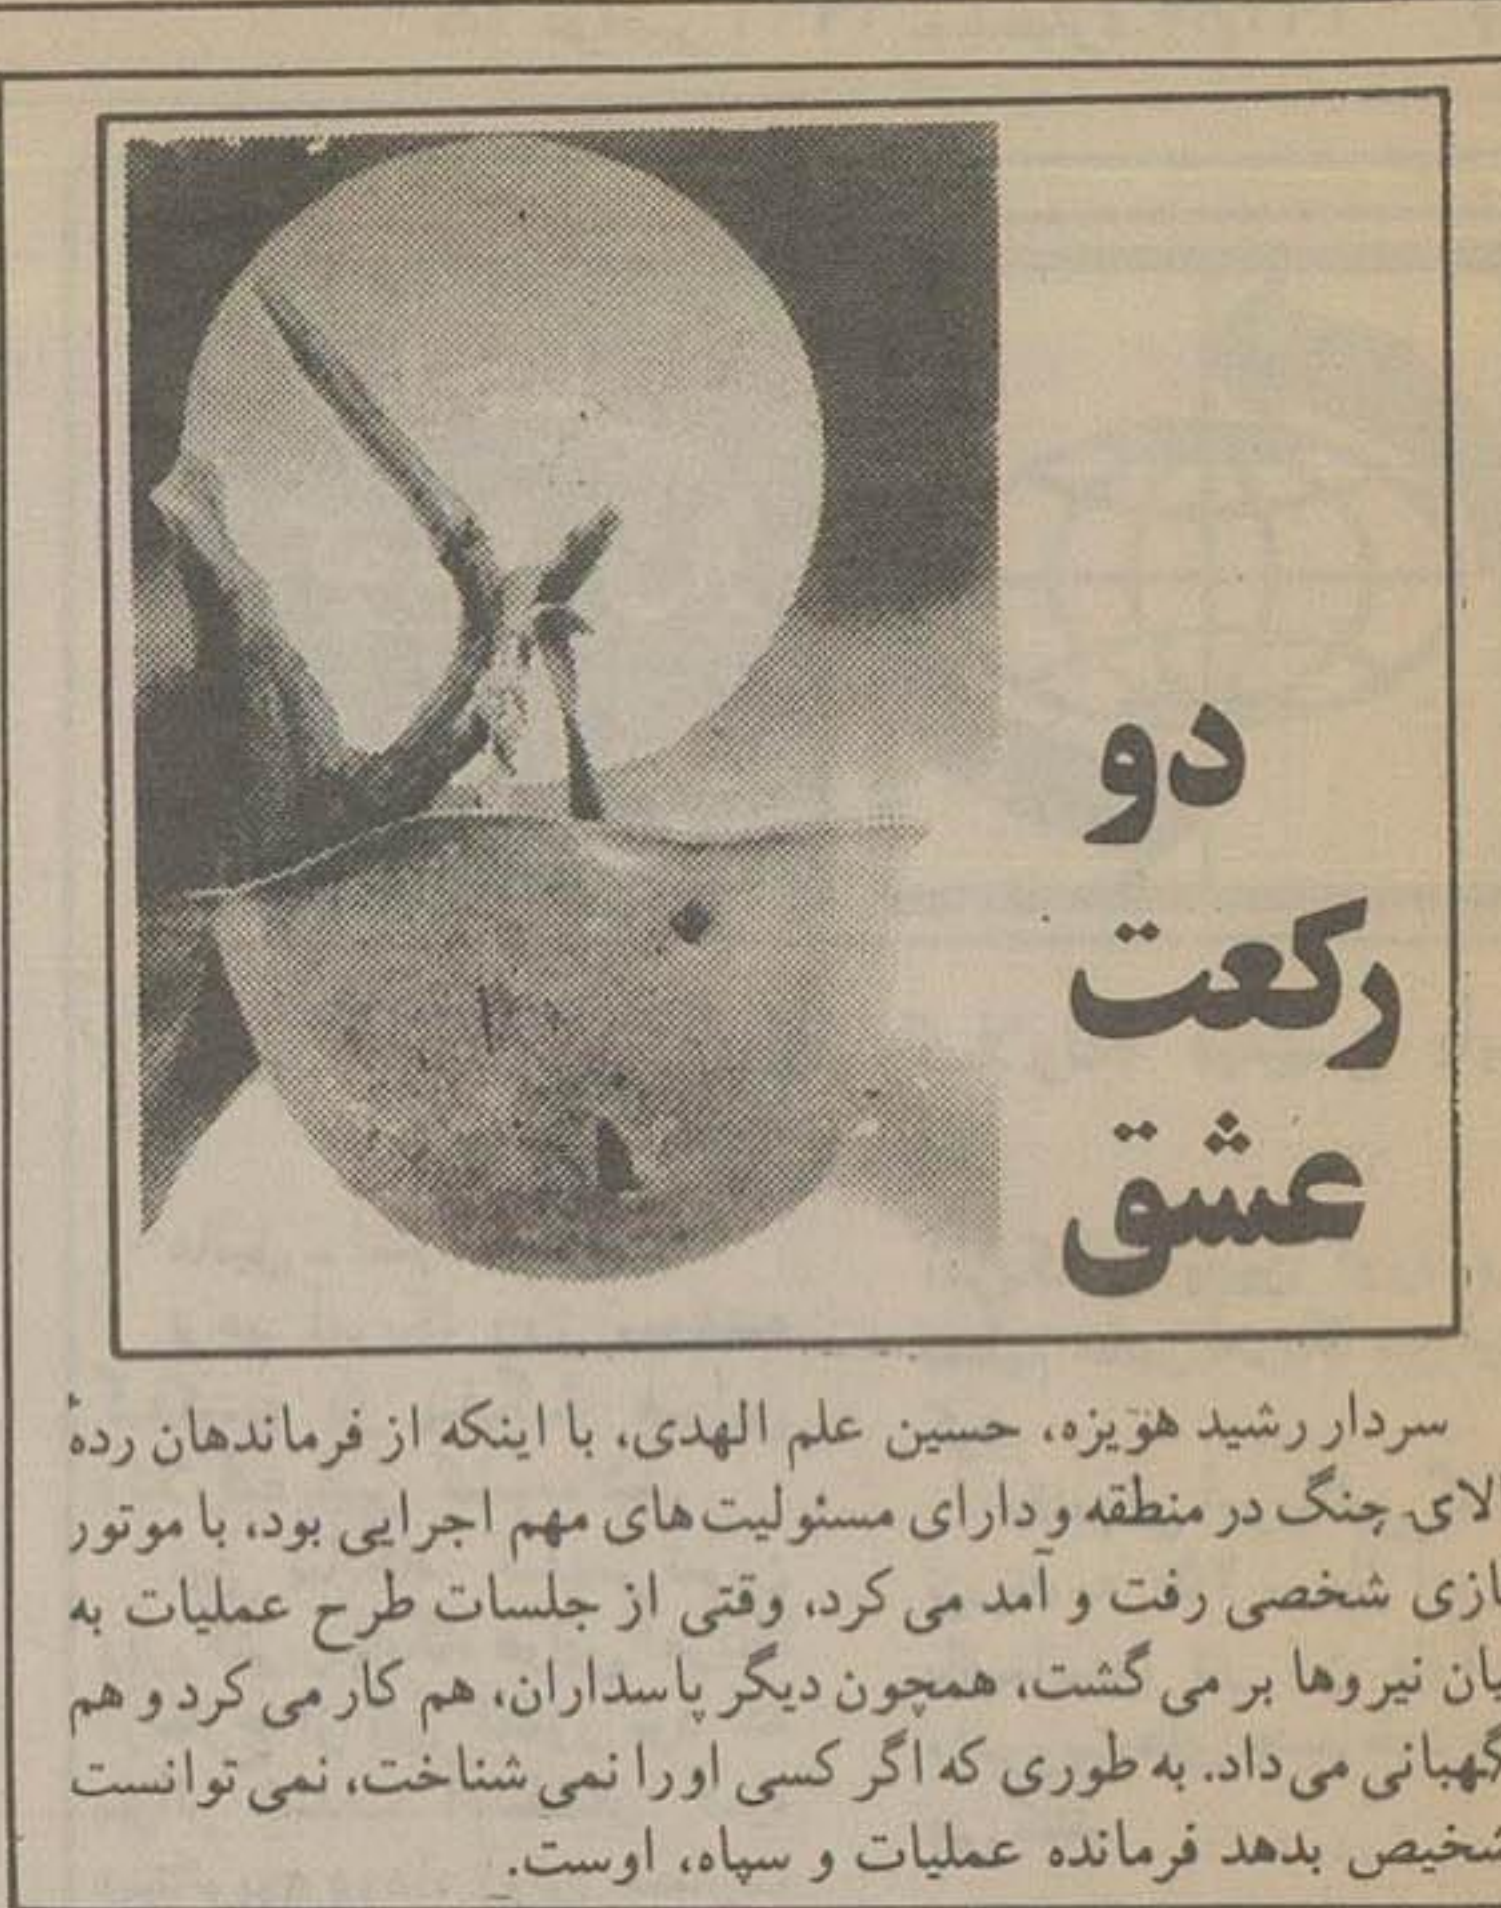 دو
رکعت
عشق
سردار رشید هویزه، حسین علم الهدی، با اینکه از فرماندهان ردهٔ
لای جنگ در منطقه و دارای مسئولیت‌های مهم اجرایی بود، با موتور
ازی شخصی رفت و آمد می‌کرد، وقتی از جلسات طرح عملیات به
یان نیروها بر می‌گشت، همچون دیگر پاسداران، هم کار می‌کرد و هم
گهبانی می‌داد. به طوری که اگر کسی او را نمی‌شناخت، نمی‌توانست
شخیص بدهد فرمانده عملیات و سپاه، اوست.